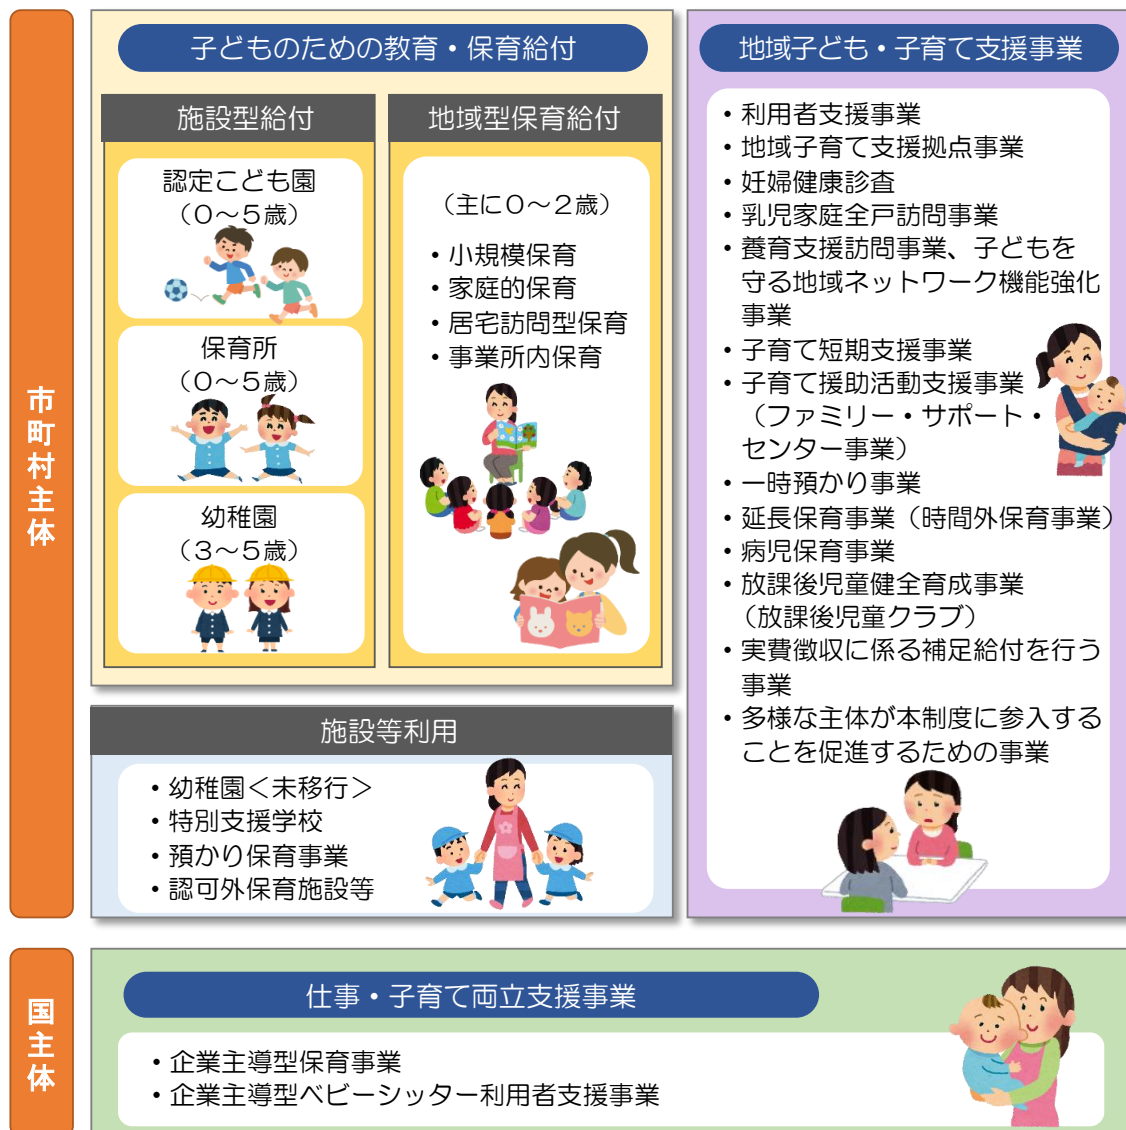 市町村主体
子どものための教育・保育給付
施設型給付
認定こども園
（０～５歳）
保育所
（０～５歳）
幼稚園
（３～５歳）
地域型保育給付
（主に０～２歳）
・小規模保育
・家庭的保育
・居宅訪問型保育
・事業所内保育
施設等利用
・幼稚園＜未移行＞
・特別支援学校
・預かり保育事業
・認可外保育施設等
地域子ども・子育て支援事業
・利用者支援事業
・地域子育て支援拠点事業
・妊婦健康診査
・乳児家庭全戸訪問事業
・養育支援訪問事業、子どもを
守る地域ネットワーク機能強化
事業
・子育て短期支援事業
・子育て援助活動支援事業
（ファミリー・サポート・
センター事業）
・一時預かり事業
・延長保育事業（時間外保育事業）
・病児保育事業
・放課後児童健全育成事業
（放課後児童クラブ）
・実費徴収に係る補足給付を行う
事業
・多様な主体が本制度に参入する
ことを促進するための事業
国主体
仕事・子育て両立支援事業
・企業主導型保育事業
・企業主導型ベビーシッター利用者支援事業